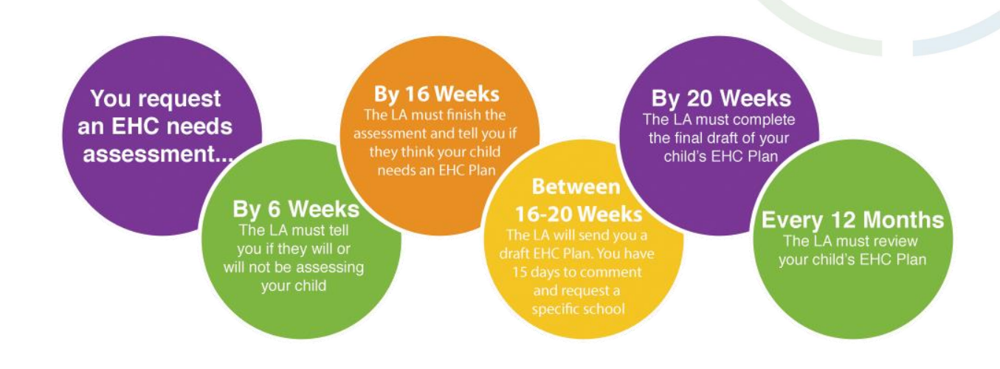 You request
an EHC needs
assessment...
By 6 Weeks
The LA must tell
you if they will or
will not be assessing
your child
By 16 Weeks
The LA must finish the
assessment and tell you if
they think your child
needs an EHC Plan
Between
16-20 Weeks
The LA will send you a
draft EHC Plan. You have
15 days to comment
and request a
specific school
By 20 Weeks
The LA must complete
the final draft of your
child's EHC Plan
Every 12 Months
The LA must review
your child's EHC Plan